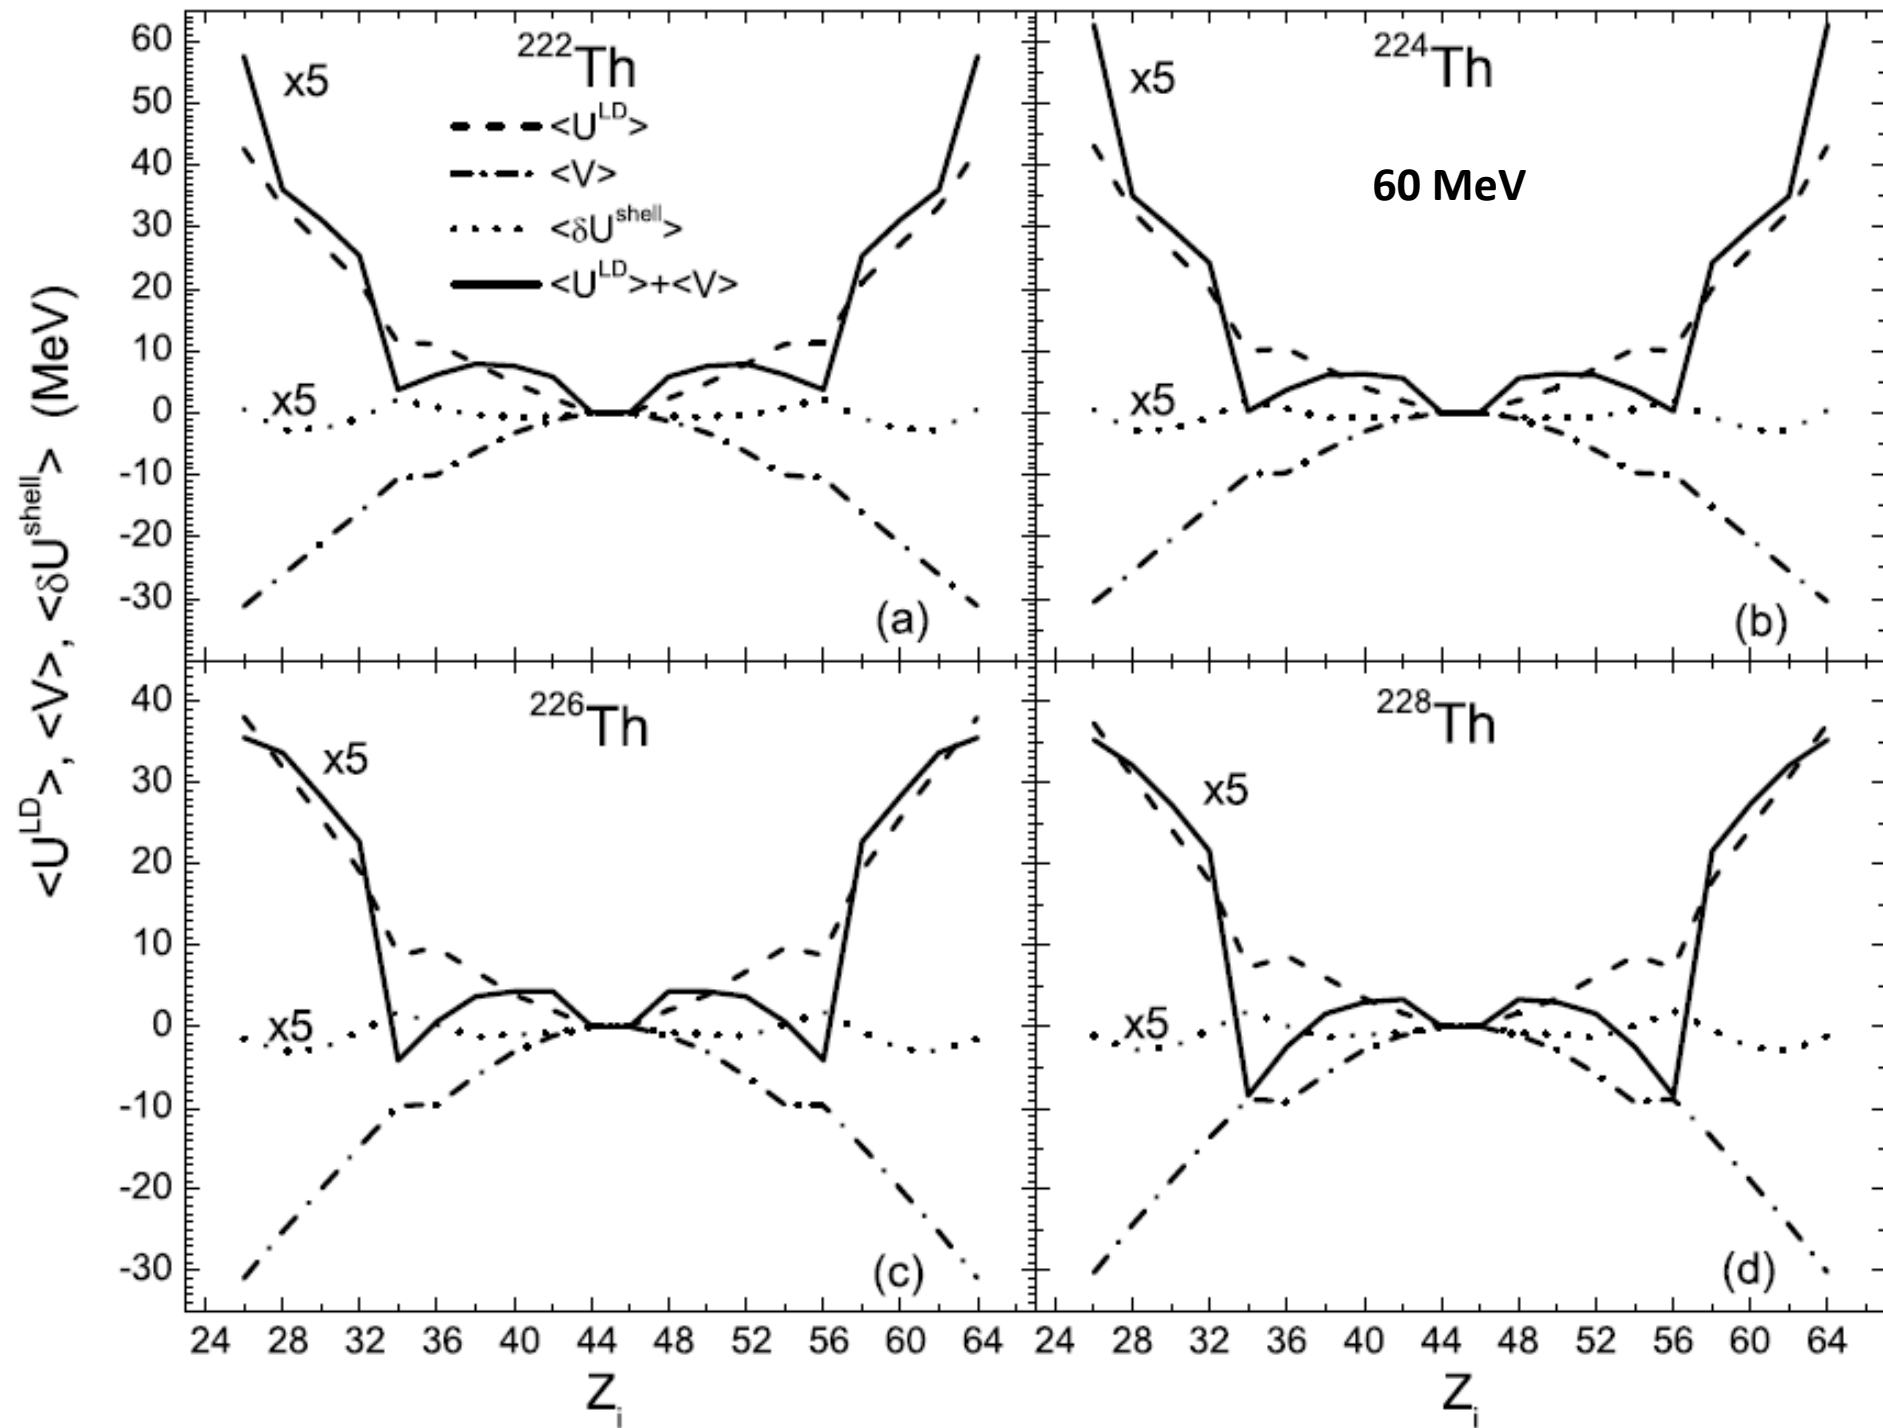 <U^LD>, <V>, <δU^shell> (MeV)
²²²Th
x5
<U^LD>
<V>
<δU^shell>
<U^LD>+<V>
x5
(a)
60
50
40
30
20
10
0
-10
-20
-30
²²⁴Th
x5
60 MeV
x5
(b)
²²⁶Th
x5
x5
(c)
40
30
20
10
0
-10
-20
-30
²²⁸Th
x5
x5
(d)
24 28 32 36 40 44 48 52 56 60 64
Z_i
24 28 32 36 40 44 48 52 56 60 64
Z_i